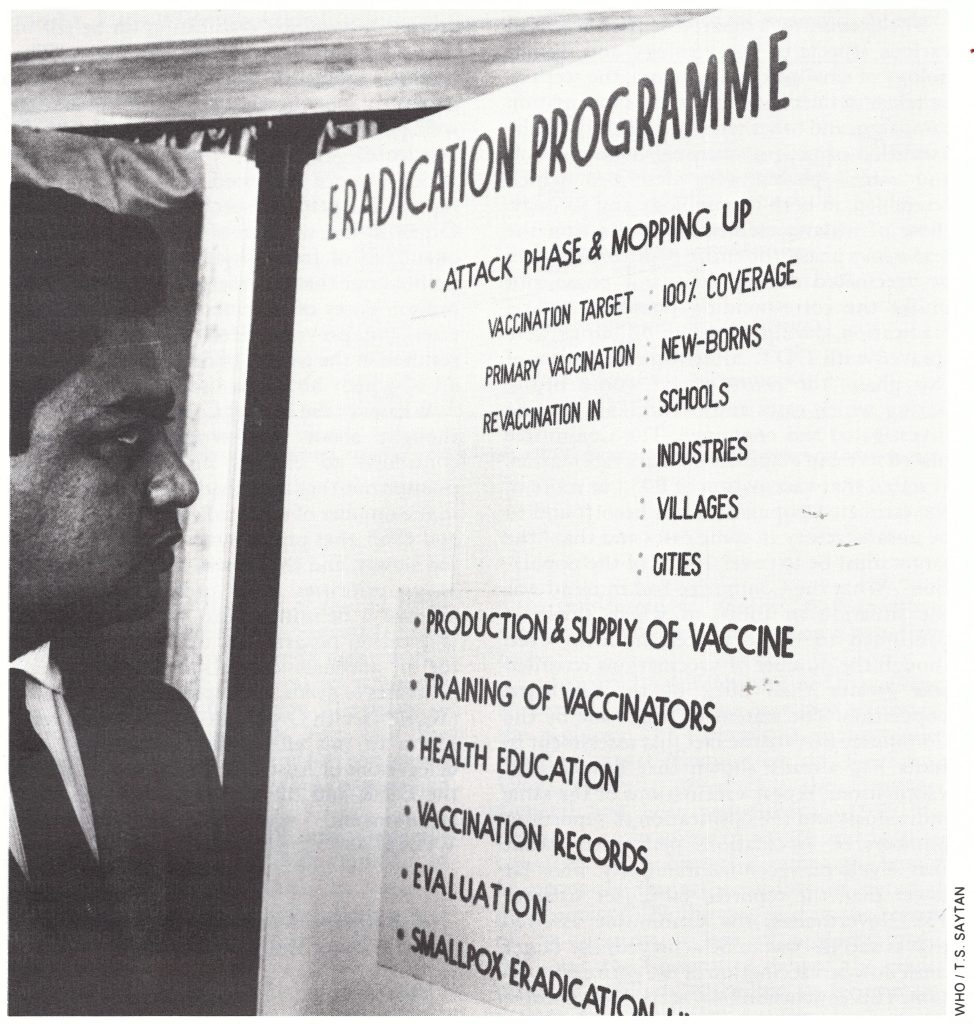 ERADICATION PROGRAMME
• ATTACK PHASE & MOPPING UP
VACCINATION TARGET : 100% COVERAGE
PRIMARY VACCINATION : NEW-BORNS
REVACCINATION IN : SCHOOLS
: INDUSTRIES
: VILLAGES
: CITIES
• PRODUCTION & SUPPLY OF VACCINE
• TRAINING OF VACCINATORS
• HEALTH EDUCATION
• VACCINATION RECORDS
• EVALUATION
• SMALLPOX ERADICATION
WHO / T.S. SAYTAN